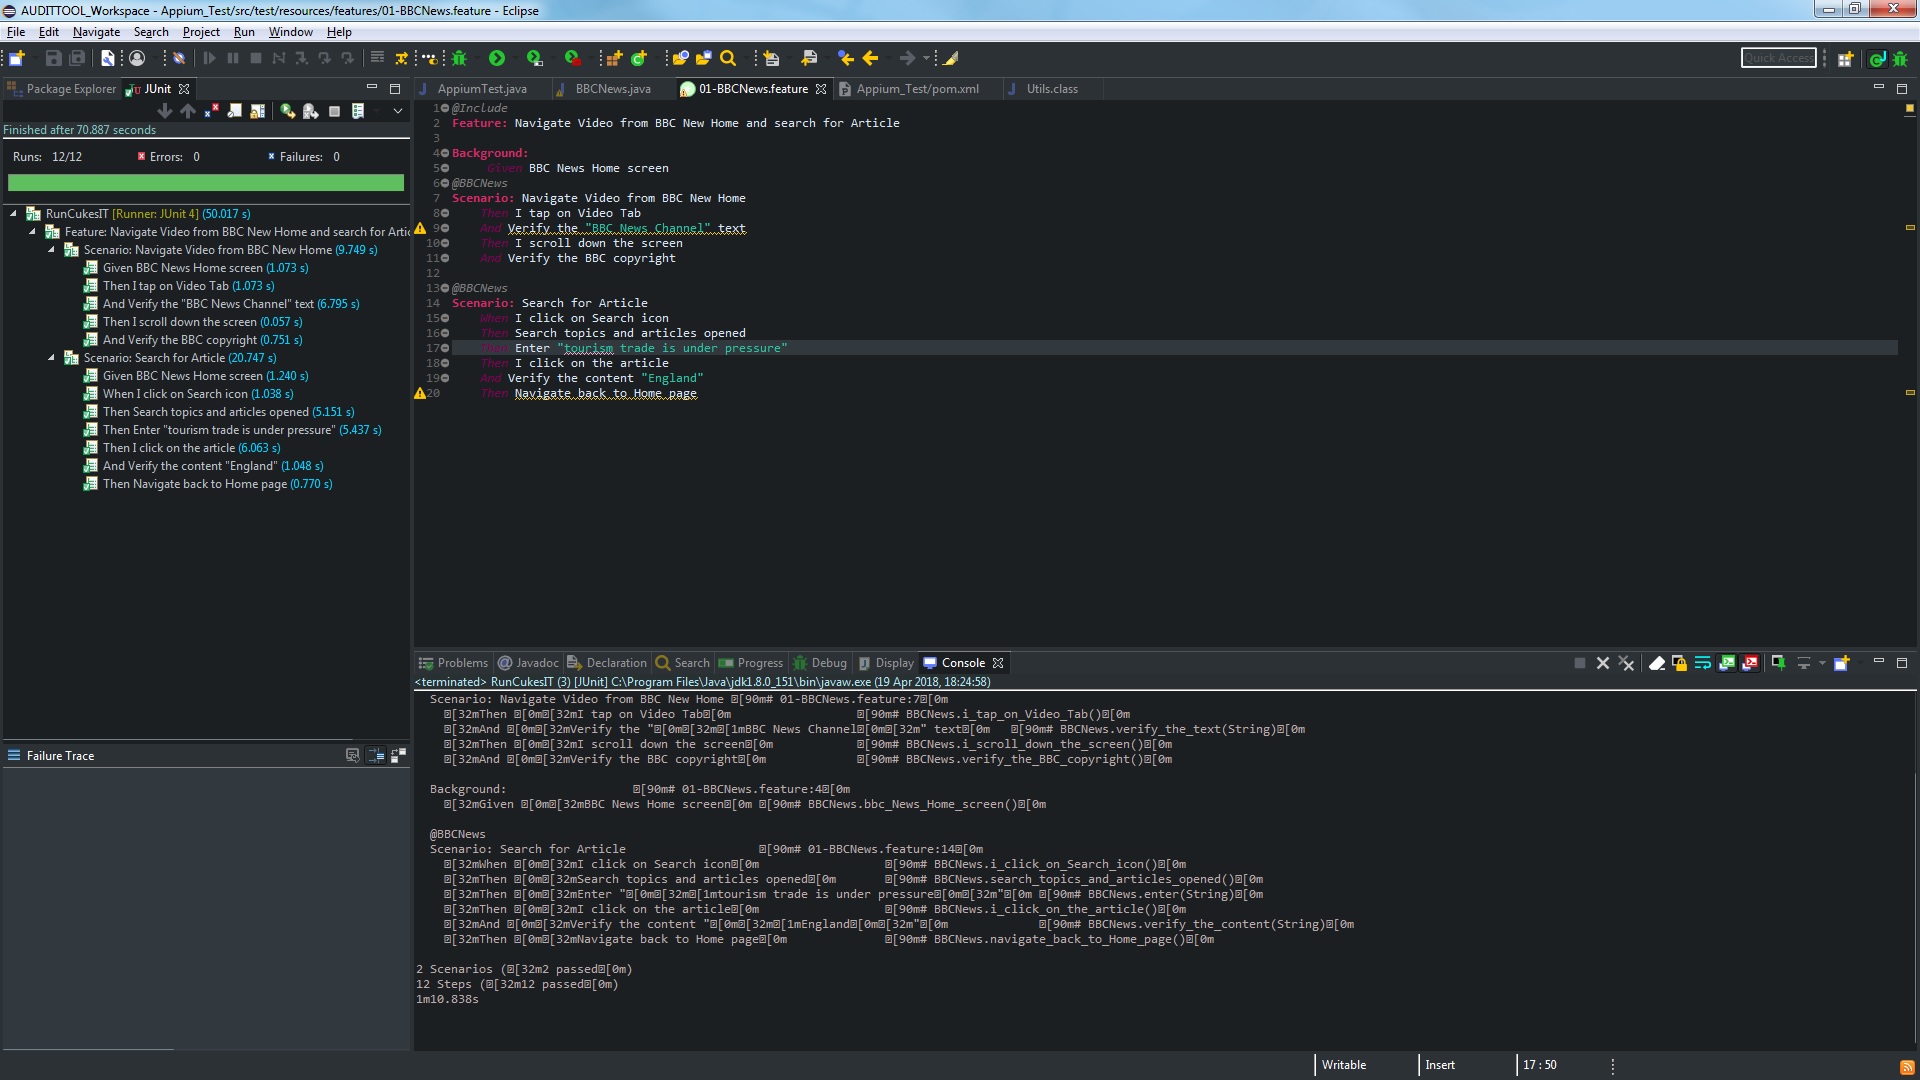 AUDITTOOL_Workspace - Appium_Test/src/test/resources/features/01-BBCNews.feature - Eclipse
File Edit Navigate Search Project Run Window Help
Quick Access
Package Explorer JUnit
Finished after 70.887 seconds
Runs: 12/12 Errors: 0 Failures: 0
RunCukesIT [Runner: JUnit 4] (50.017 s)
Feature: Navigate Video from BBC New Home and search for Artic
Scenario: Navigate Video from BBC New Home (9.749 s)
Given BBC News Home screen (1.073 s)
Then I tap on Video Tab (1.073 s)
And Verify the "BBC News Channel" text (6.795 s)
Then I scroll down the screen (0.057 s)
And Verify the BBC copyright (0.751 s)
Scenario: Search for Article (20.747 s)
Given BBC News Home screen (1.240 s)
When I click on Search icon (1.038 s)
Then Search topics and articles opened (5.151 s)
Then Enter "tourism trade is under pressure" (5.437 s)
Then I click on the article (6.063 s)
And Verify the content "England" (1.048 s)
Then Navigate back to Home page (0.770 s)
Failure Trace
AppiumTest.java BBCNews.java 01-BBCNews.feature Appium_Test/pom.xml Utils.class
1 @Include
2 Feature: Navigate Video from BBC New Home and search for Article
3
4 Background:
5 Given BBC News Home screen
6 @BBCNews
7 Scenario: Navigate Video from BBC New Home
8 Then I tap on Video Tab
9 And Verify the "BBC News Channel" text
10 Then I scroll down the screen
11 And Verify the BBC copyright
12
13 @BBCNews
14 Scenario: Search for Article
15 When I click on Search icon
16 Then Search topics and articles opened
17 Then Enter "tourism trade is under pressure"
18 Then I click on the article
19 And Verify the content "England"
20 Then Navigate back to Home page
Problems Javadoc Declaration Search Progress Debug Display Console
<terminated> RunCukesIT (3) [JUnit] C:\Program Files\Java\jdk1.8.0_151\bin\javaw.exe (19 Apr 2018, 18:24:58)
Scenario: Navigate Video from BBC New Home [90m# 01-BBCNews.feature:7[0m
[32mThen [0m[32mI tap on Video Tab[0m [90m# BBCNews.i_tap_on_Video_Tab()[0m
[32mAnd [0m[32mVerify the "[0m[32m[1mBBC News Channel[0m[32m" text[0m [90m# BBCNews.verify_the_text(String)[0m
[32mThen [0m[32mI scroll down the screen[0m [90m# BBCNews.i_scroll_down_the_screen()[0m
[32mAnd [0m[32mVerify the BBC copyright[0m [90m# BBCNews.verify_the_BBC_copyright()[0m
Background: [90m# 01-BBCNews.feature:4[0m
[32mGiven [0m[32mBBC News Home screen[0m [90m# BBCNews.bbc_News_Home_screen()[0m
@BBCNews
Scenario: Search for Article [90m# 01-BBCNews.feature:14[0m
[32mWhen [0m[32mI click on Search icon[0m [90m# BBCNews.i_click_on_Search_icon()[0m
[32mThen [0m[32mSearch topics and articles opened[0m [90m# BBCNews.search_topics_and_articles_opened()[0m
[32mThen [0m[32mEnter "[0m[32m[1mtourism trade is under pressure[0m[32m"[0m [90m# BBCNews.enter(String)[0m
[32mThen [0m[32mI click on the article[0m [90m# BBCNews.i_click_on_the_article()[0m
[32mAnd [0m[32mVerify the content "[0m[32m[1mEngland[0m[32m"[0m [90m# BBCNews.verify_the_content(String)[0m
[32mThen [0m[32mNavigate back to Home page[0m [90m# BBCNews.navigate_back_to_Home_page()[0m
2 Scenarios ([32m2 passed[0m)
12 Steps ([32m12 passed[0m)
1m10.838s
Writable Insert 17 : 50